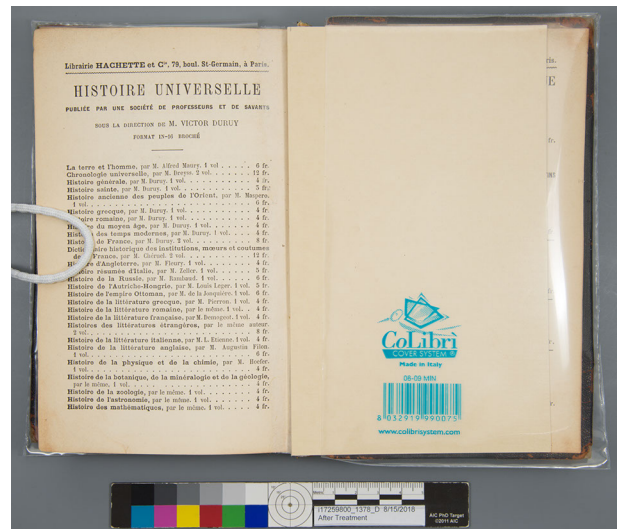 Librairie HACHETTE et Cie, 79, boul. St-Germain, à Paris.
HISTOIRE UNIVERSELLE
PUBLIÉE PAR UNE SOCIÉTÉ DE PROFESSEURS ET DE SAVANTS
SOUS LA DIRECTION DE M. VICTOR DURUY
FORMAT IN-16 BROCHÉ
La terre et l'homme, par M. Alfred Maury. 1 vol . . . . . 6 fr.
Chronologie universelle, par M. Dreyss. 2 vol. . . . . . 12 fr.
Histoire générale, par M. Duruy. 1 vol. . . . . . 4 fr.
Histoire sainte, par M. Duruy. 1 vol. . . . . . 5 fr.
Histoire ancienne des peuples de l'Orient, par M. Maspero,
1 vol. . . . . . 6 fr.
Histoire grecque, par M. Duruy. 1 vol. . . . . . 4 fr.
Histoire romaine, par M. Duruy. 1 vol. . . . . . 4 fr.
du moyen âge, par M. Duruy. 1 vol. . . . . . 4 fr.
des temps modernes, par M. Duruy. 1 vol. . . . . . 4 fr.
de France, par M. Duruy. 2 vol. . . . . . 8 fr.
Dictionnaire historique des institutions, mœurs et coutumes
France, par M. Chéruel. 2 vol. . . . . . 12 fr.
d'Angleterre, par M. Fleury. 1 vol. . . . . . 4 fr.
Histoire résumée d'Italie, par M. Zeller. 1 vol. . . . . . 5 fr.
Histoire de la Russie, par M. Rambaud. 1 vol. . . . . . 6 fr.
Histoire de l'Autriche-Hongrie, par M. Louis Leger. 1 vol. 5 fr.
Histoire de l'empire Ottoman, par M. de la Jonquière. 1 vol. 6 fr.
Histoire de la littérature grecque, par M. Pierron. 1 vol. 4 fr.
Histoire de la littérature romaine, par le même. 1 vol. . 4 fr.
Histoire de la littérature française, par M. Demogeot. 1 vol. 4 fr.
Histoires des littératures étrangères, par le même auteur.
2 vol. . . . . . 8 fr.
Histoire de la littérature italienne, par M. L. Etienne. 1 vol. 4 fr.
Histoire de la littérature anglaise, par M. Augustin Filon.
1 vol. . . . . . 6 fr.
Histoire de la physique et de la chimie, par M. Hoefer.
1 vol. . . . . . 4 fr.
Histoire de la botanique, de la minéralogie et de la géologie,
par le même. 1 vol. . . . . . 4 fr.
Histoire de la zoologie, par le même. 1 vol. . . . . . 4 fr.
Histoire de l'astronomie, par le même. 1 vol. . . . . . 4 fr.
Histoire des mathématiques, par le même. 1 vol. . . . . . 4 fr.
CoLibrì
COVER SYSTEM ®
Made in Italy
08-09 MIN
8 032919 990075
www.colibrisystem.com
i17259800_1378_D 8/15/2018
After Treatment
AIC PhD Target
©2011 AIC